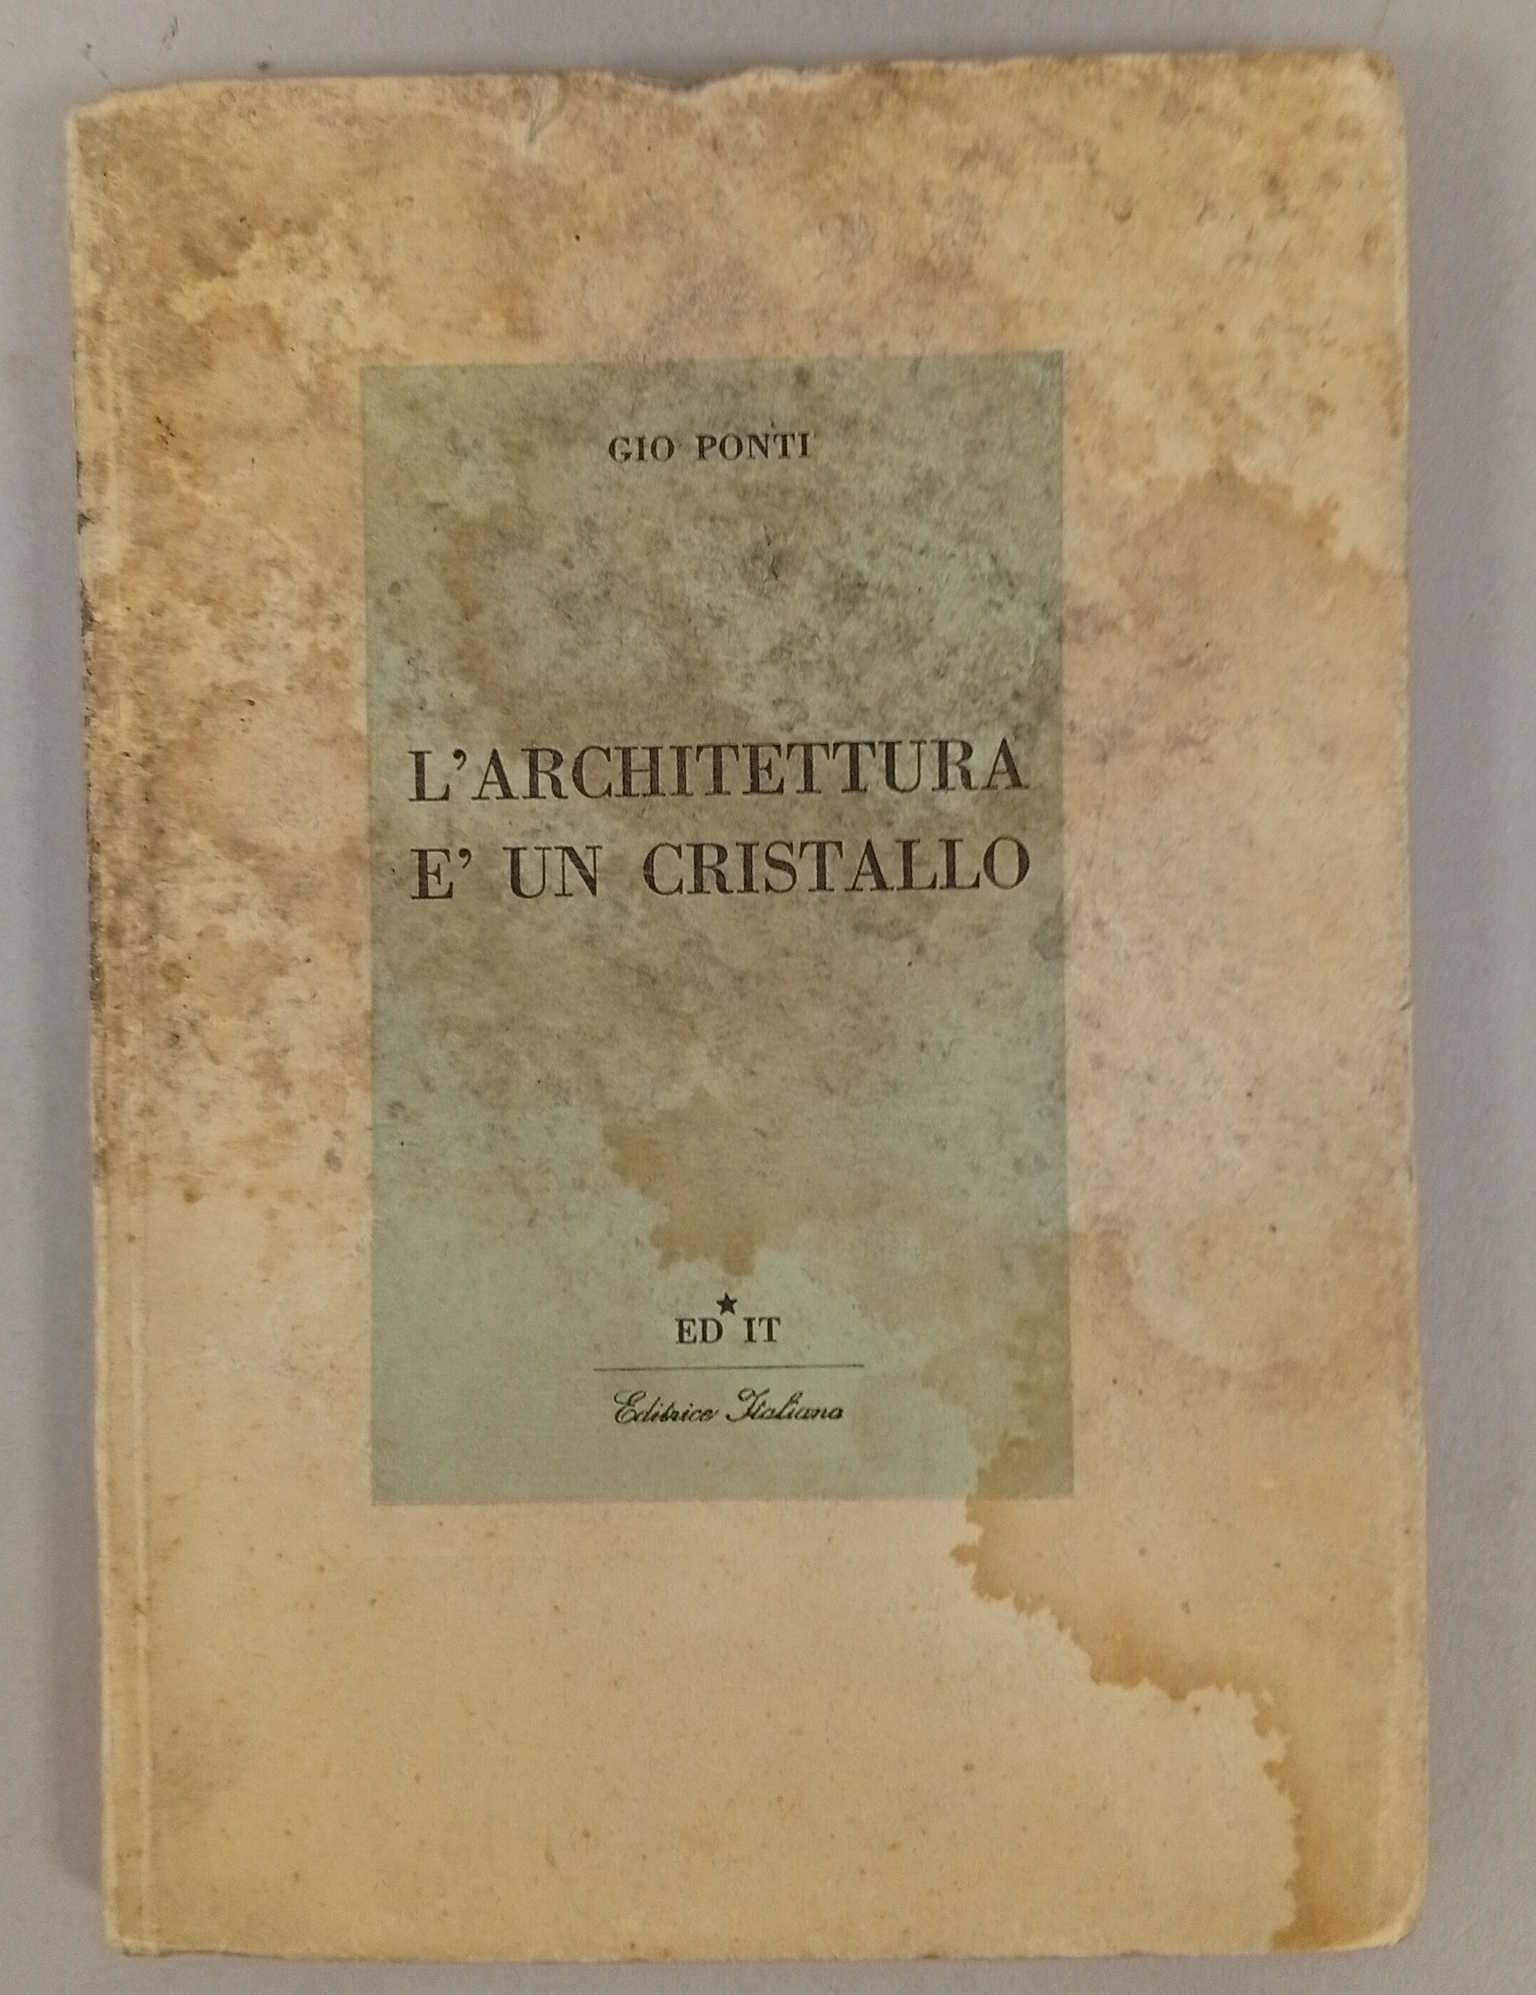 GIO PONTI
L'ARCHITETTURA
E' UN CRISTALLO
ED★IT
Editrice Italiana